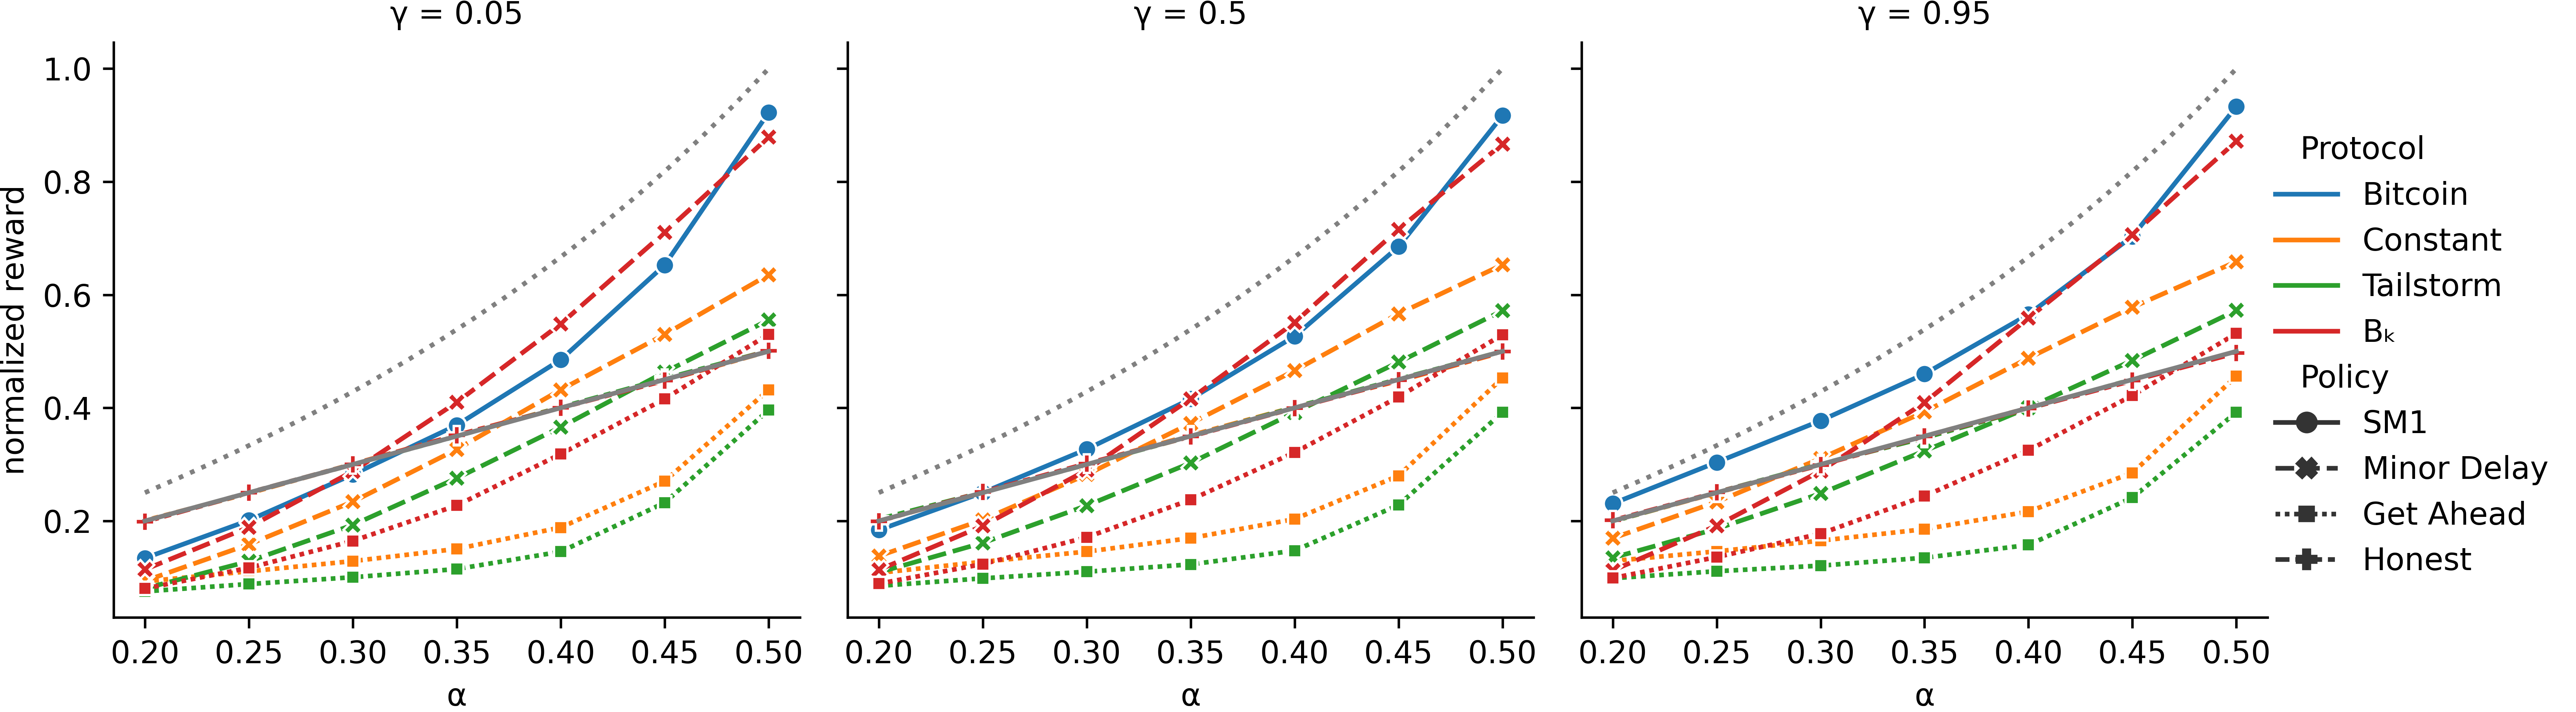 γ = 0.05
γ = 0.5
γ = 0.95
normalized reward
1.0
0.8
0.6
0.4
0.2
0.20 0.25 0.30 0.35 0.40 0.45 0.50
0.20 0.25 0.30 0.35 0.40 0.45 0.50
0.20 0.25 0.30 0.35 0.40 0.45 0.50
α
α
α
Protocol
Bitcoin
Constant
Tailstorm
Bₖ
Policy
SM1
Minor Delay
Get Ahead
Honest